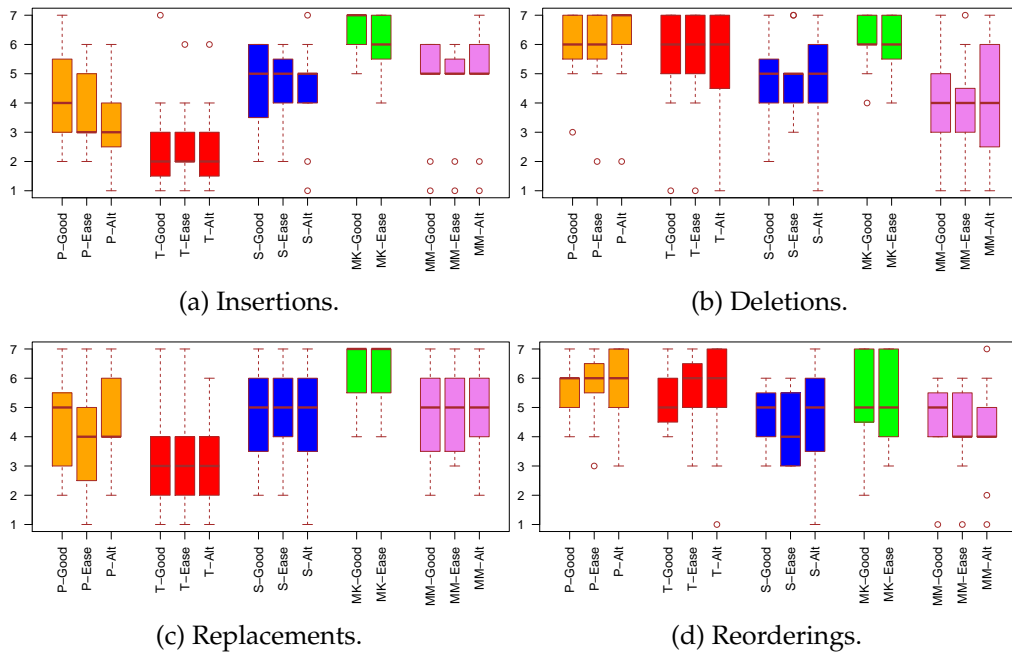 7
6
5
4
3
2
1
P−Good
P−Ease
P−Alt
T−Good
T−Ease
T−Alt
S−Good
S−Ease
S−Alt
MK−Good
MK−Ease
MM−Good
MM−Ease
MM−Alt
(a) Insertions.
7
6
5
4
3
2
1
P−Good
P−Ease
P−Alt
T−Good
T−Ease
T−Alt
S−Good
S−Ease
S−Alt
MK−Good
MK−Ease
MM−Good
MM−Ease
MM−Alt
(b) Deletions.
7
6
5
4
3
2
1
P−Good
P−Ease
P−Alt
T−Good
T−Ease
T−Alt
S−Good
S−Ease
S−Alt
MK−Good
MK−Ease
MM−Good
MM−Ease
MM−Alt
(c) Replacements.
7
6
5
4
3
2
1
P−Good
P−Ease
P−Alt
T−Good
T−Ease
T−Alt
S−Good
S−Ease
S−Alt
MK−Good
MK−Ease
MM−Good
MM−Ease
MM−Alt
(d) Reorderings.